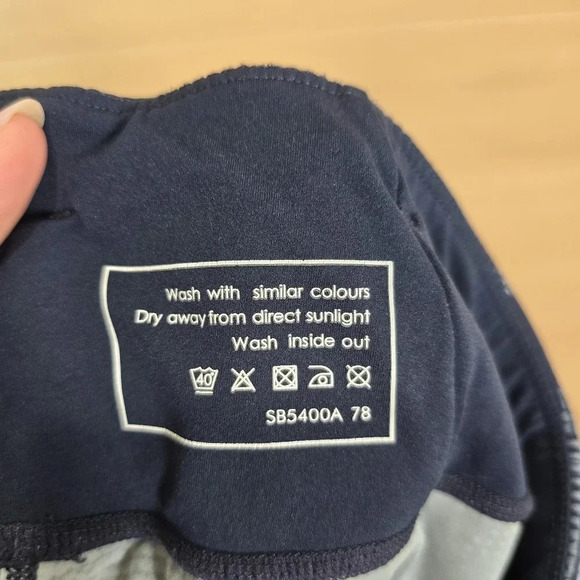 Wash with similar colours
Dry away from direct sunlight
Wash inside out
40
SB5400A 78